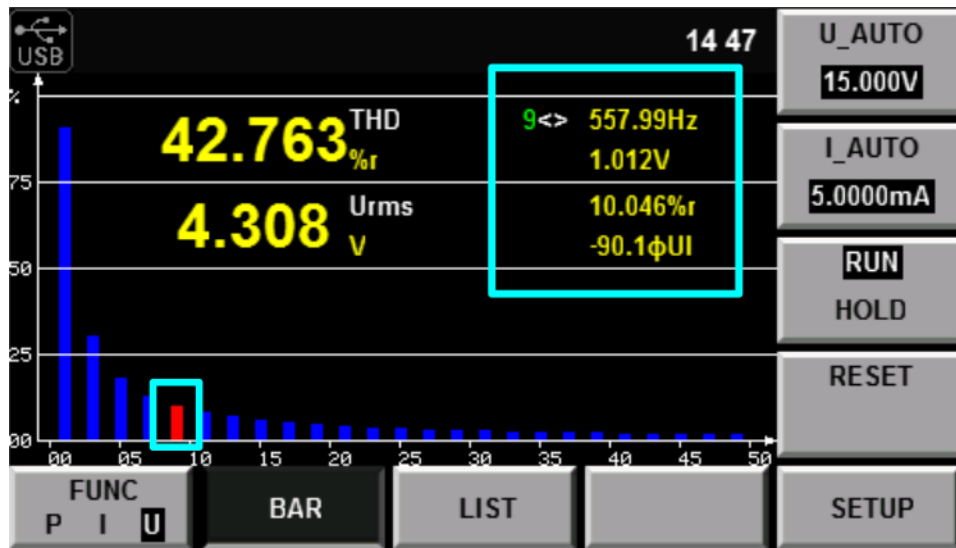 USB
14 47
U_AUTO
15.000V
%
42.763 THD %r
9<> 557.99Hz
1.012V
I_AUTO
5.0000mA
75
4.308 Urms V
10.046%r
-90.1ϕUI
RUN
HOLD
50
25
RESET
00
00 05 10 15 20 25 30 35 40 45 50
FUNC
P I U
BAR
LIST
SETUP